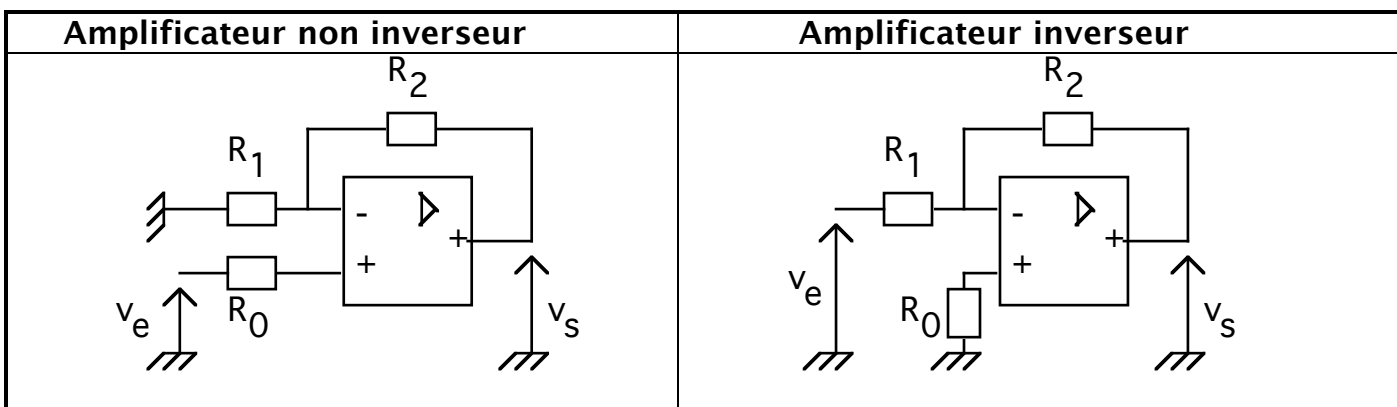 Amplificateur non inverseur
R2
R1
-
+
+
ve
R0
vs
Amplificateur inverseur
R2
R1
-
+
+
ve
R0
vs